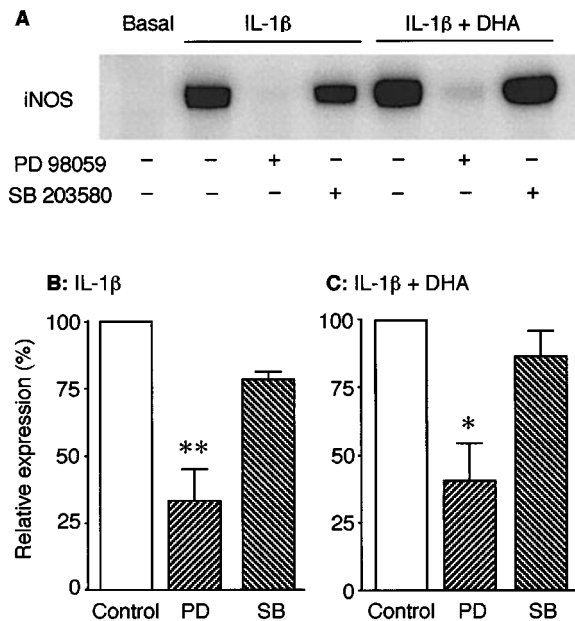 A
Basal IL-1β IL-1β + DHA
iNOS
PD 98059 – – + – – + –
SB 203580 – – – + – – +
B: IL-1β C: IL-1β + DHA
Relative expression (%)
100
75
50
25
0
**
Control PD SB
100
75
50
25
0
*
Control PD SB